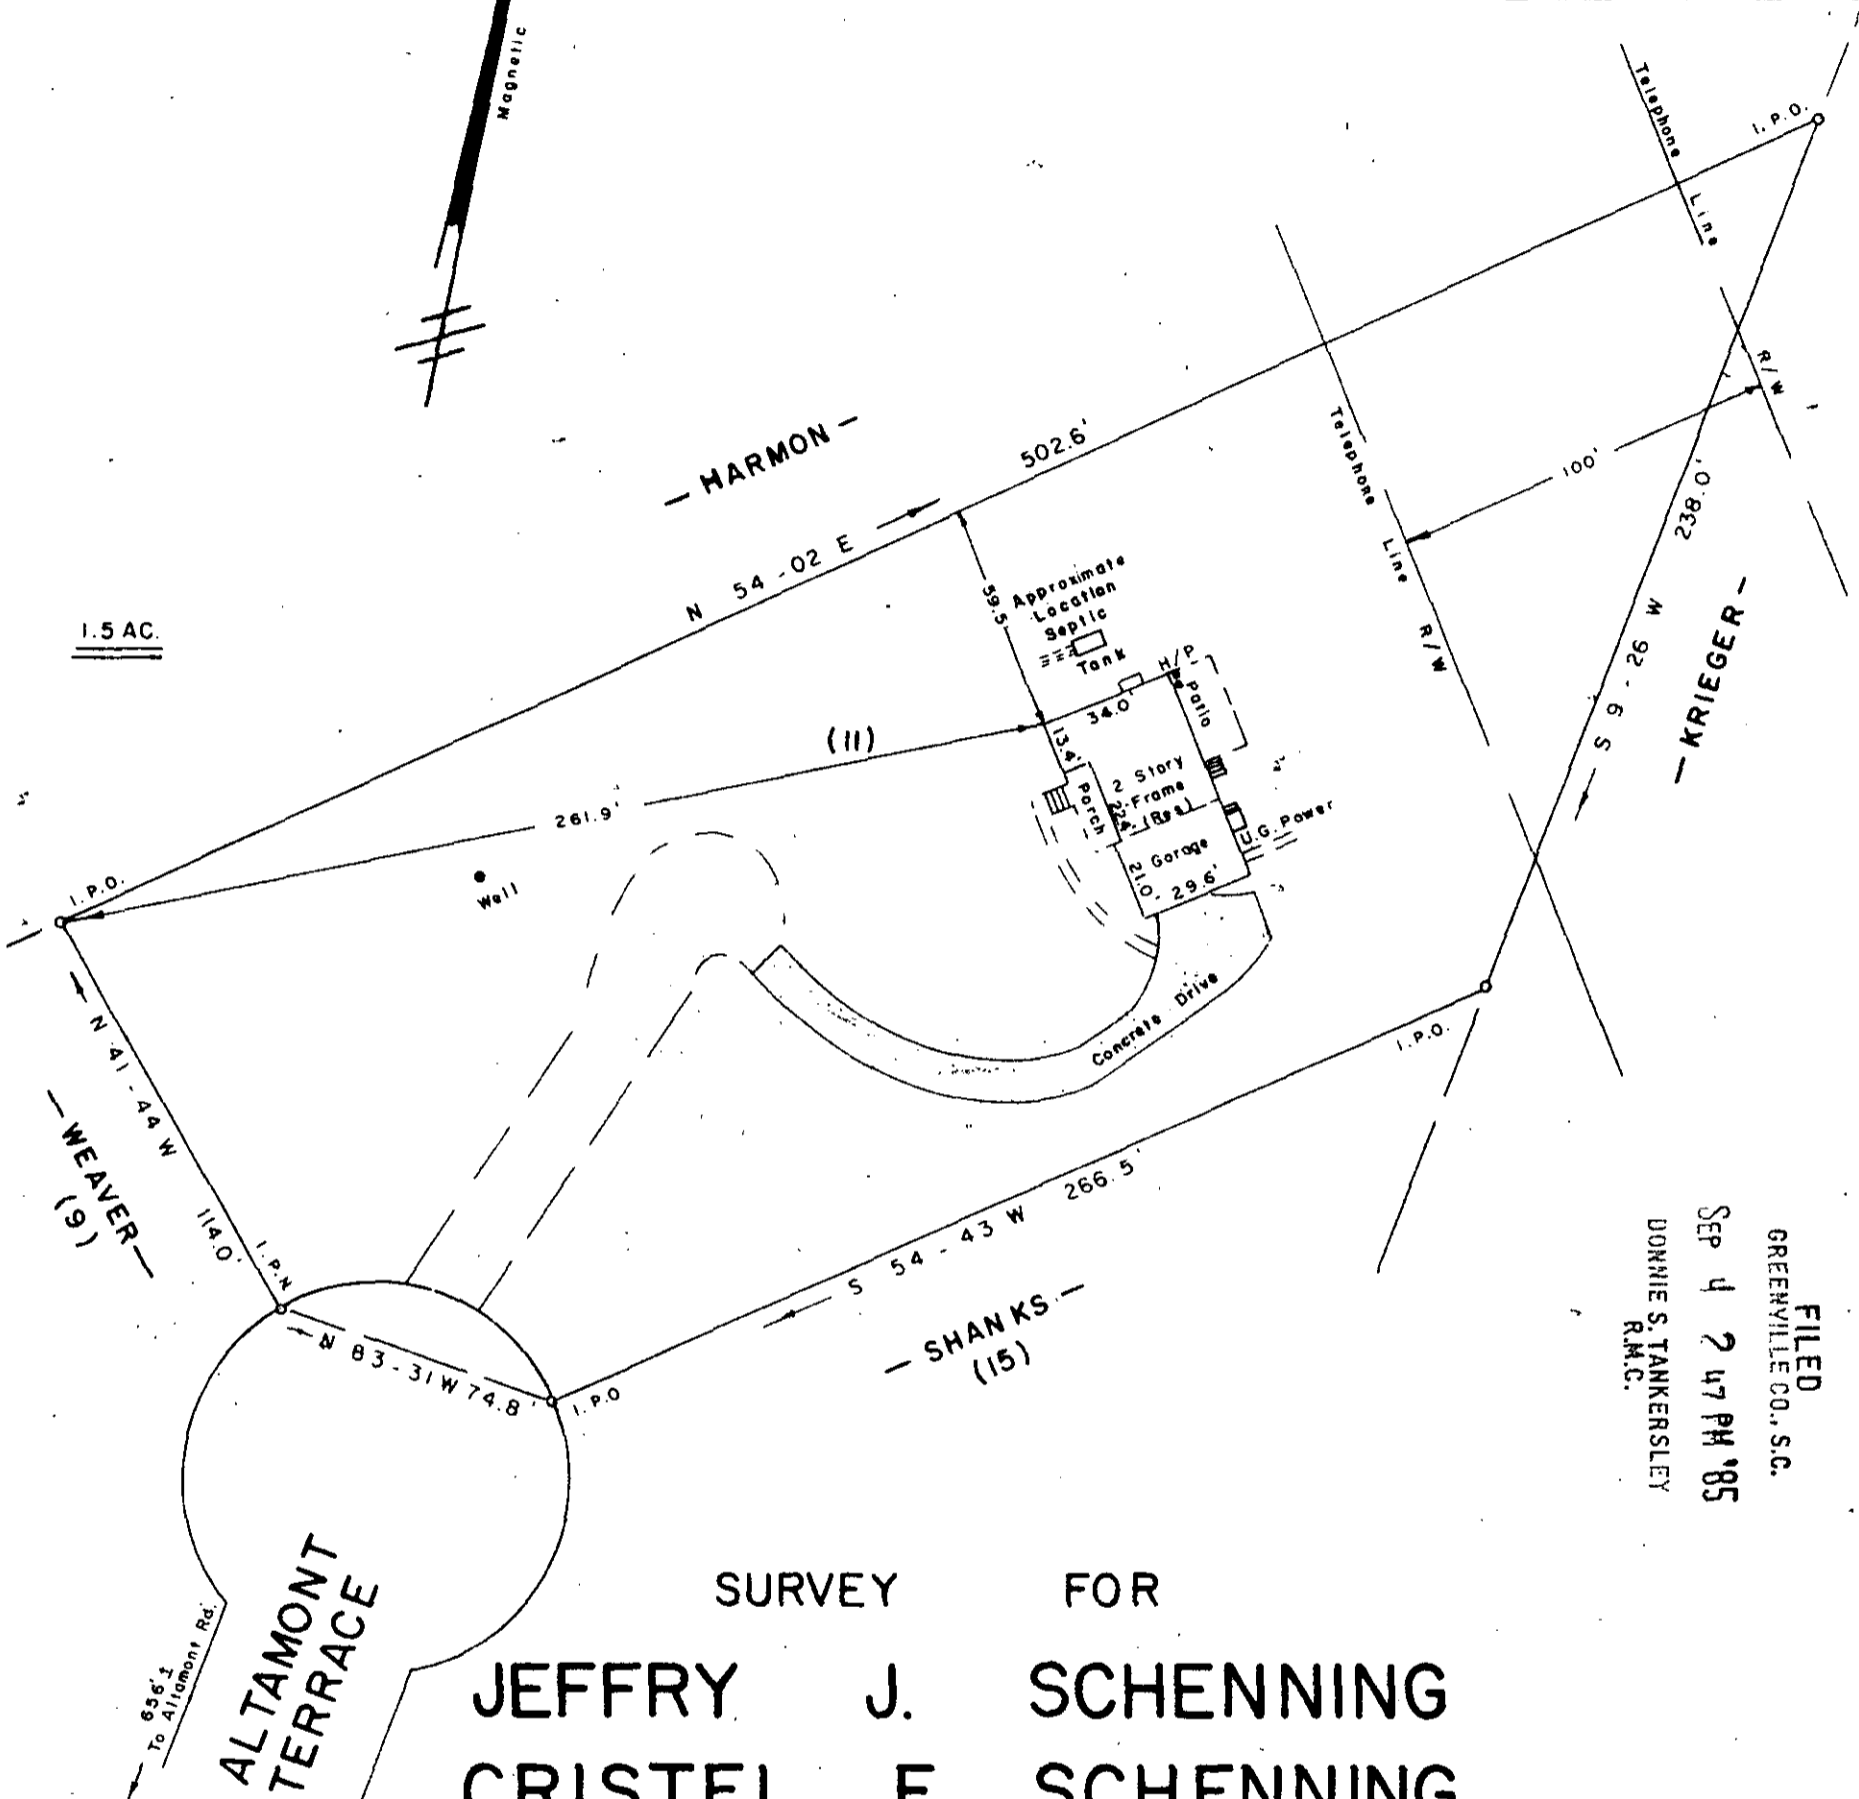 Magnetic
Telephone Line
R/W
I.P.O.
— HARMON —
502.6'
N 54-02 E
Telephone Line R/W
100'
238.0'
S 9-26 W
— KRIEGER —
1.5 AC.
59.5'
Approximate
Location
Septic
Tank
H/P
Patio
34.0'
13.4'
2 Story
Frame
(Res)
22.4'
Porch
U.G. Power
Garage
21.0
29.6'
(11)
261.9'
Well
I.P.O.
Concrete Drive
I.P.O.
N 41-44 W 114.0'
— WEAVER —
(9)
I.P.N
266.5'
S 54-43 W
— SHANKS —
(15)
N 83-31 W 74.8'
I.P.O
FILED
GREENVILLE CO., S.C.
SEP 4 2 47 PM '85
DONNIE S. TANKERSLEY
R.M.C.
ALTAMONT
TERRACE
656' ±
To Altamont Rd.
SURVEY FOR
JEFFRY J. SCHENNING
CRISTEL E. SCHENNING